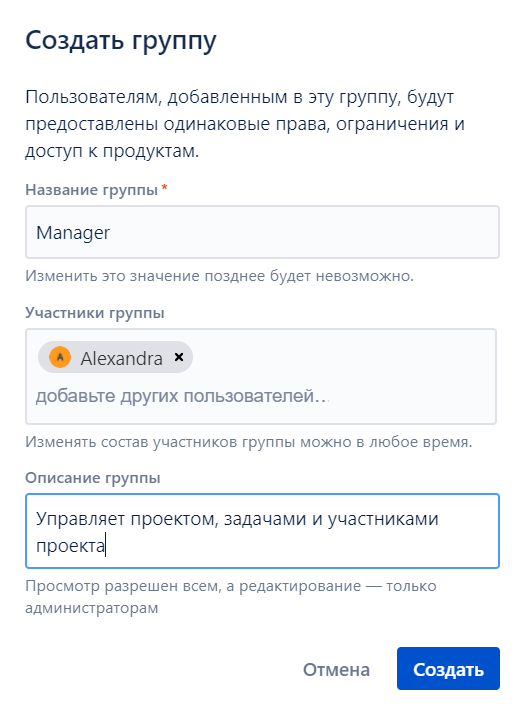 Создать группу
Пользователям, добавленным в эту группу, будут
предоставлены одинаковые права, ограничения и
доступ к продуктам.
Название группы *
Manager
Изменить это значение позднее будет невозможно.
Участники группы
A Alexandra ×
добавьте других пользователей...
Изменять состав участников группы можно в любое время.
Описание группы
Управляет проектом, задачами и участниками
проекта
Просмотр разрешен всем, а редактирование — только
администраторам
Отмена Создать